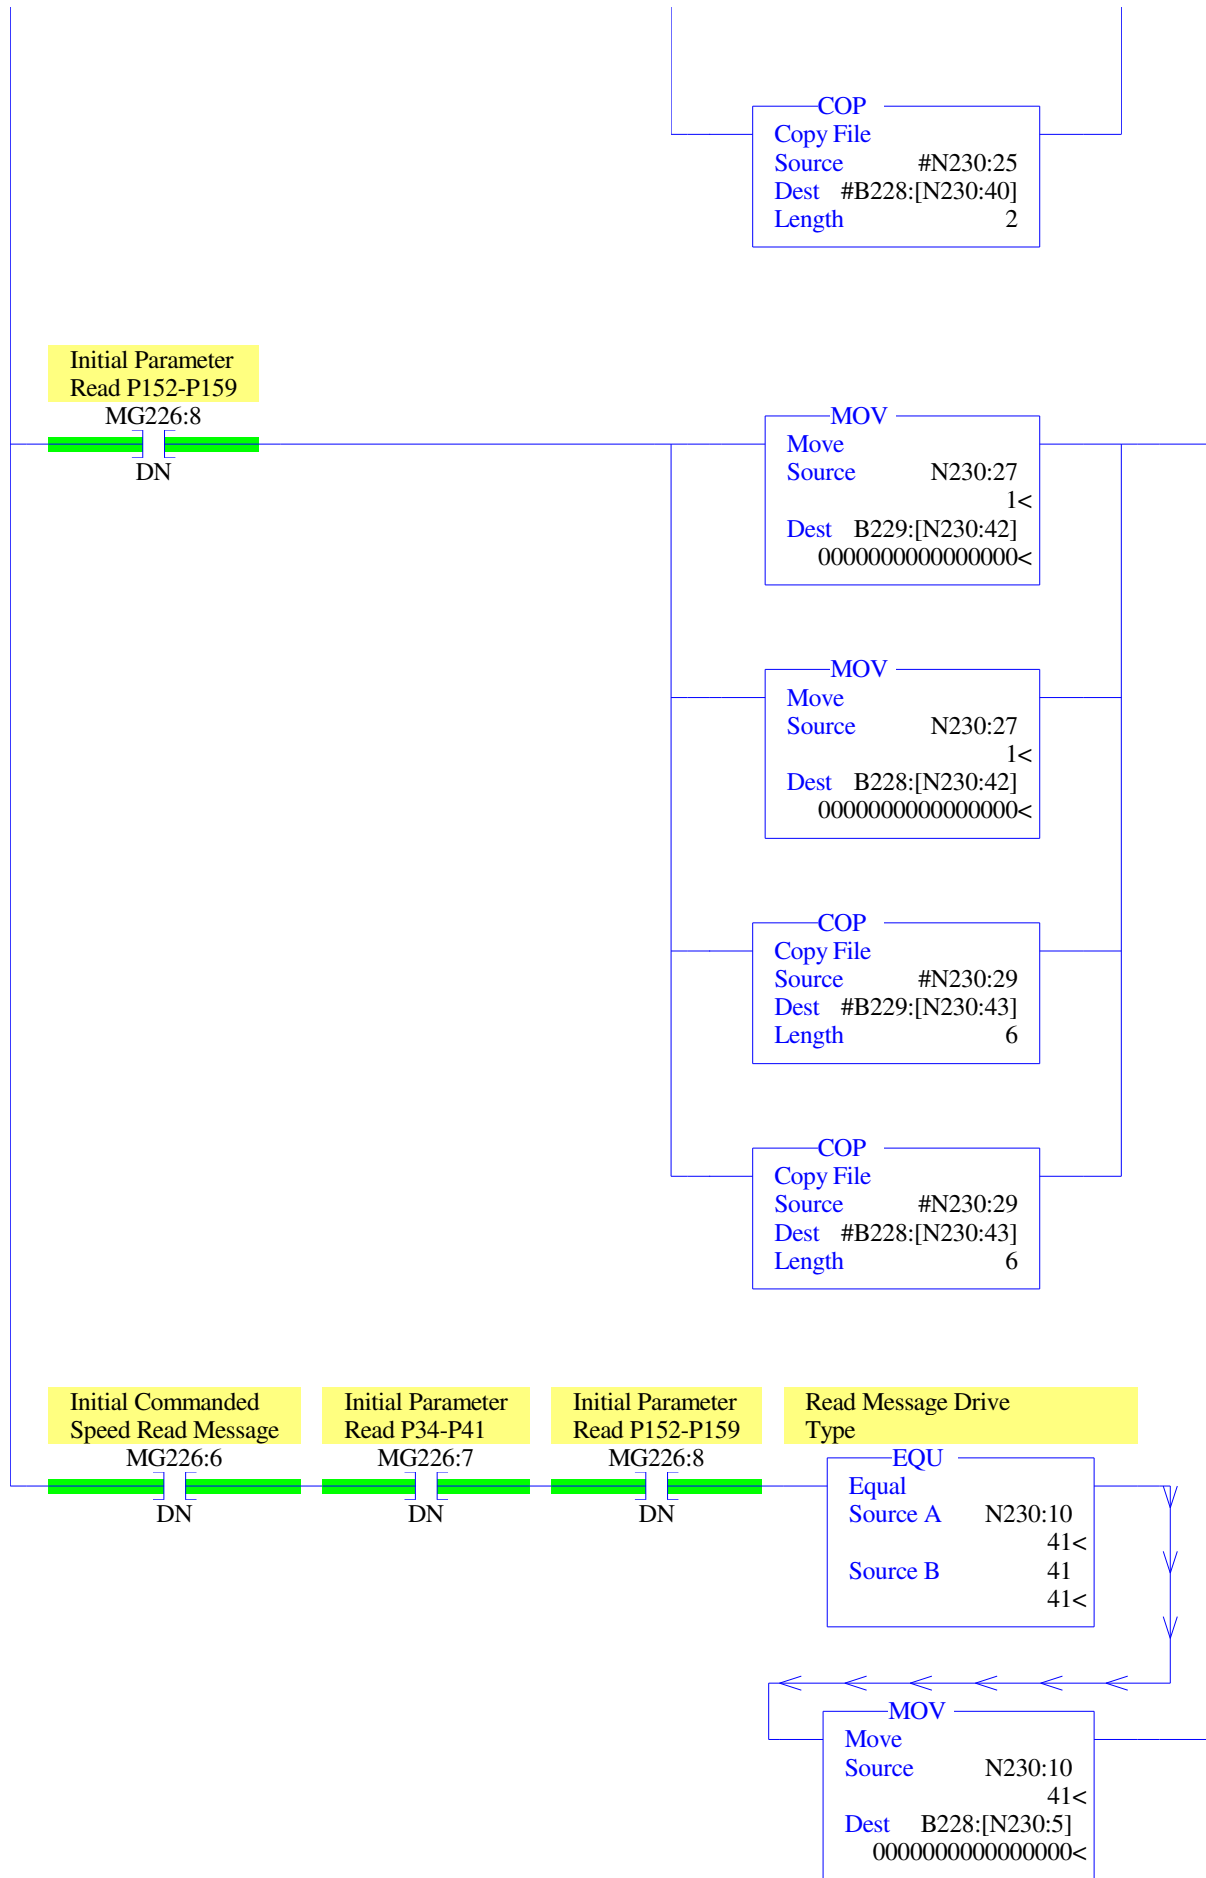 COP
Copy File
Source #N230:25
Dest #B228:[N230:40]
Length 2
Initial Parameter
Read P152-P159
MG226:8
DN
MOV
Move
Source N230:27
1<
Dest B229:[N230:42]
0000000000000000<
MOV
Move
Source N230:27
1<
Dest B228:[N230:42]
0000000000000000<
COP
Copy File
Source #N230:29
Dest #B229:[N230:43]
Length 6
COP
Copy File
Source #N230:29
Dest #B228:[N230:43]
Length 6
Initial Commanded
Speed Read Message
MG226:6
DN
Initial Parameter
Read P34-P41
MG226:7
DN
Initial Parameter
Read P152-P159
MG226:8
DN
Read Message Drive
Type
EQU
Equal
Source A N230:10
41<
Source B 41
41<
MOV
Move
Source N230:10
41<
Dest B228:[N230:5]
0000000000000000<